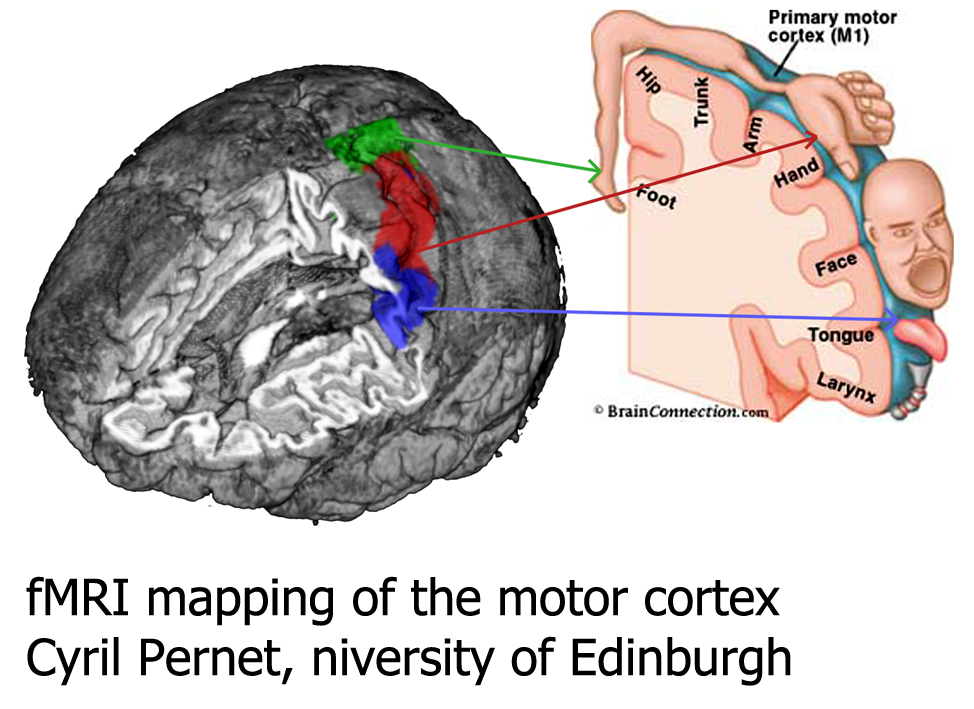 Primary motor
cortex (M1)
Hip
Trunk
Arm
Hand
Foot
Face
Tongue
Larynx
© BrainConnection.com
fMRI mapping of the motor cortex
Cyril Pernet, niversity of Edinburgh